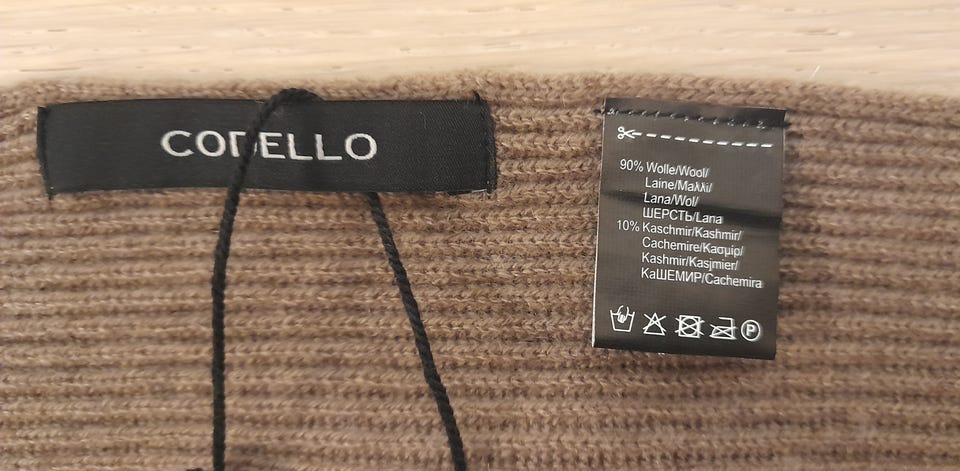 CODELLO
90% Wolle/Wool/
Laine/Μαλλί/
Lana/Wol/
ШЕРСТЬ/Lana
10% Kaschmir/Kashmir/
Cachemire/Κασμίρ/
Kashmir/Kasjmier/
КаШЕМИР/Cachemira
P